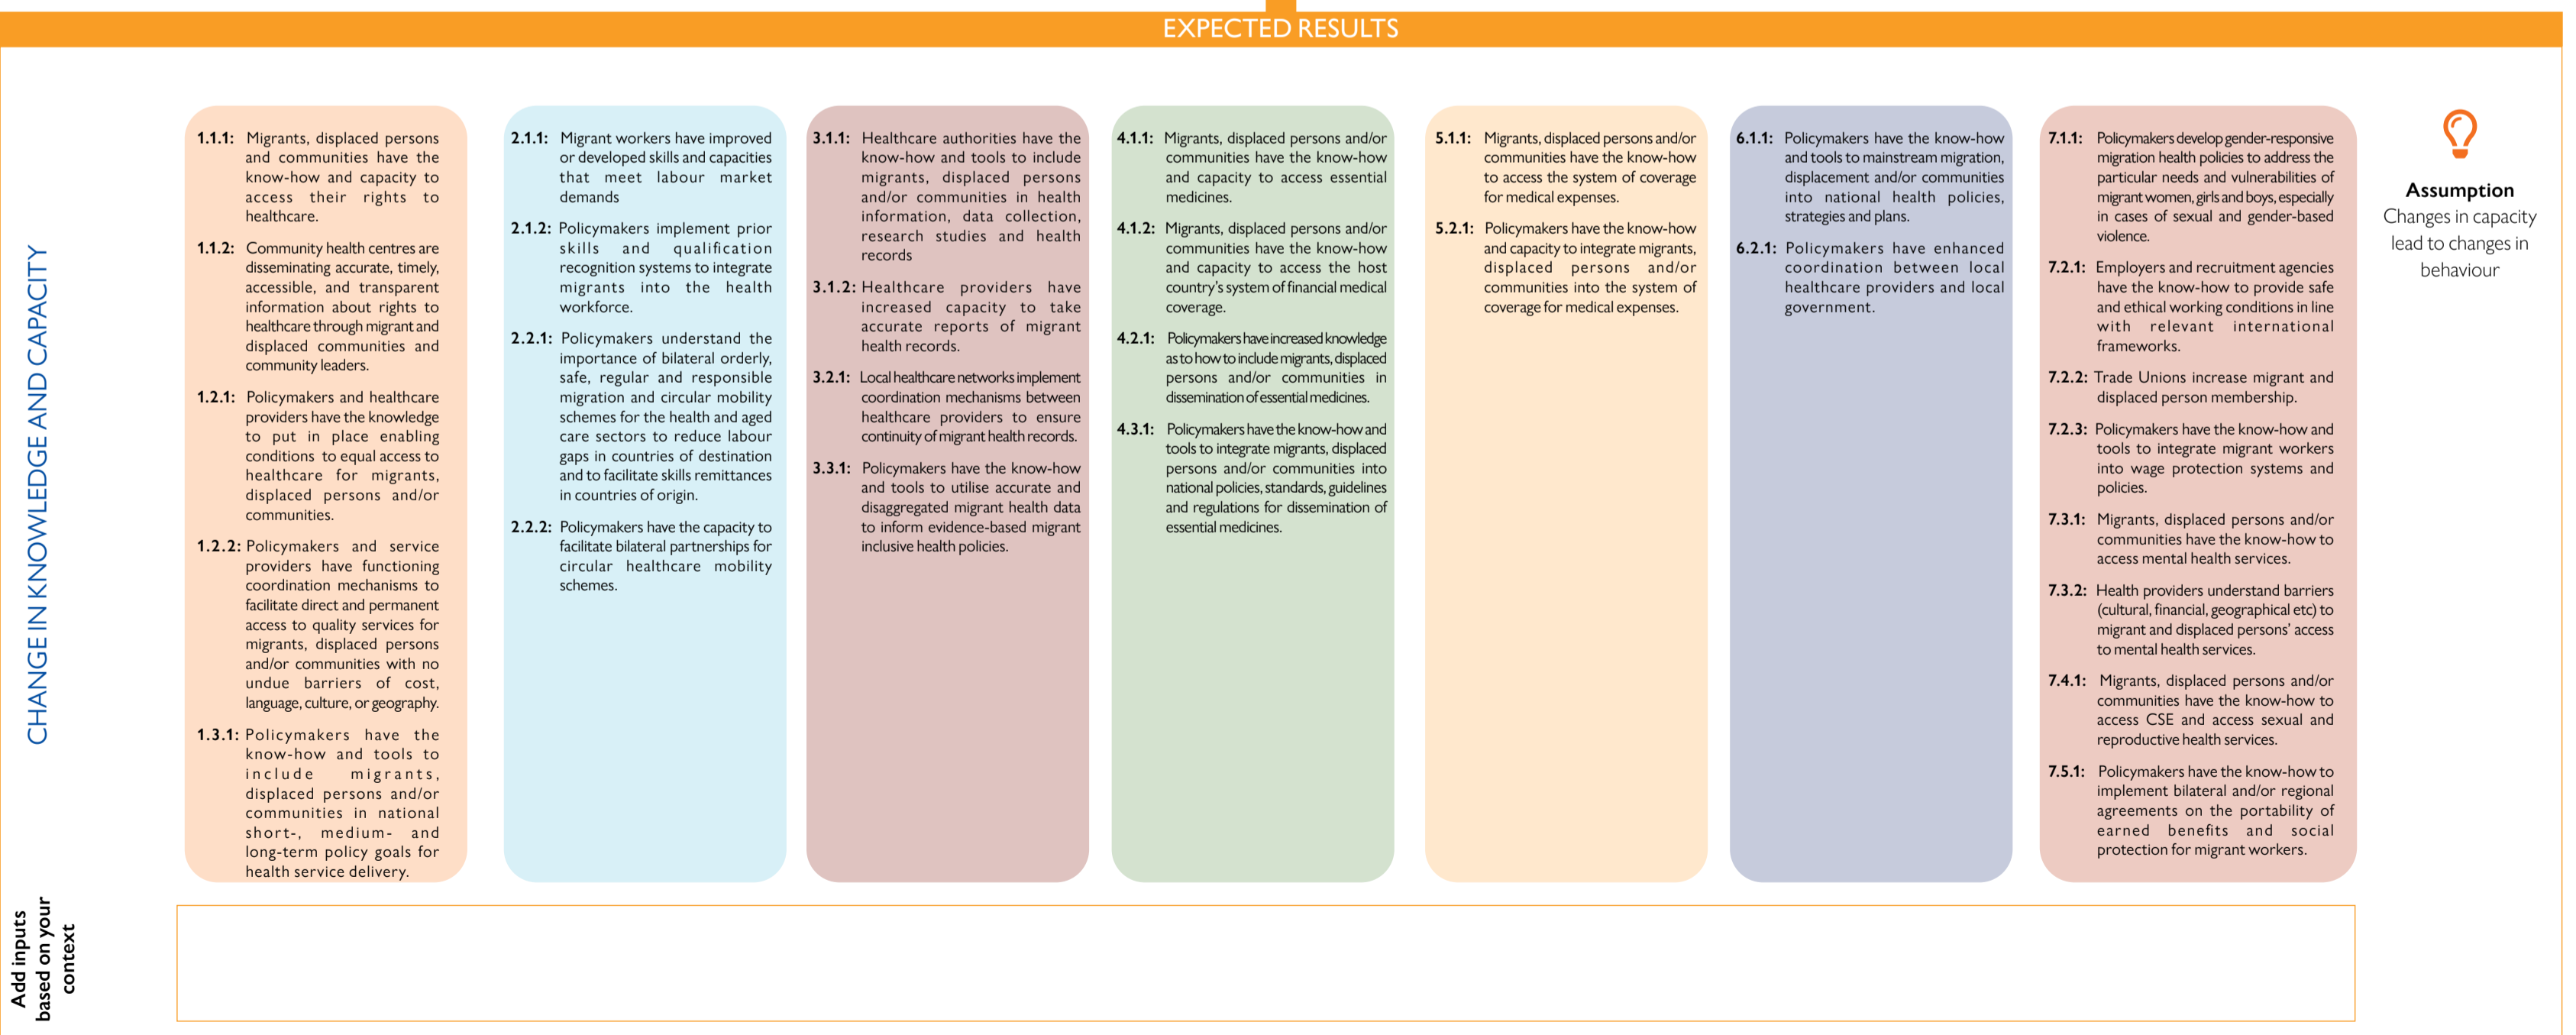 EXPECTED RESULTS
CHANGE IN KNOWLEDGE AND CAPACITY
1.1.1: Migrants, displaced persons
and communities have the
know-how and capacity to
access their rights to
healthcare.
1.1.2: Community health centres are
disseminating accurate, timely,
accessible, and transparent
information about rights to
healthcare through migrant and
displaced communities and
community leaders.
1.2.1: Policymakers and healthcare
providers have the knowledge
to put in place enabling
conditions to equal access to
healthcare for migrants,
displaced persons and/or
communities.
1.2.2: Policymakers and service
providers have functioning
coordination mechanisms to
facilitate direct and permanent
access to quality services for
migrants, displaced persons
and/or communities with no
undue barriers of cost,
language, culture, or geography.
1.3.1: Policymakers have the
know-how and tools to
include migrants,
displaced persons and/or
communities in national
short-, medium- and
long-term policy goals for
health service delivery.
2.1.1: Migrant workers have improved
or developed skills and capacities
that meet labour market
demands
2.1.2: Policymakers implement prior
skills and qualification
recognition systems to integrate
migrants into the health
workforce.
2.2.1: Policymakers understand the
importance of bilateral orderly,
safe, regular and responsible
migration and circular mobility
schemes for the health and aged
care sectors to reduce labour
gaps in countries of destination
and to facilitate skills remittances
in countries of origin.
2.2.2: Policymakers have the capacity to
facilitate bilateral partnerships for
circular healthcare mobility
schemes.
3.1.1: Healthcare authorities have the
know-how and tools to include
migrants, displaced persons
and/or communities in health
information, data collection,
research studies and health
records
3.1.2: Healthcare providers have
increased capacity to take
accurate reports of migrant
health records.
3.2.1: Local healthcare networks implement
coordination mechanisms between
healthcare providers to ensure
continuity of migrant health records.
3.3.1: Policymakers have the know-how
and tools to utilise accurate and
disaggregated migrant health data
to inform evidence-based migrant
inclusive health policies.
4.1.1: Migrants, displaced persons and/or
communities have the know-how
and capacity to access essential
medicines.
4.1.2: Migrants, displaced persons and/or
communities have the know-how
and capacity to access the host
country's system of financial medical
coverage.
4.2.1: Policymakers have increased knowledge
as to how to include migrants, displaced
persons and/or communities in
dissemination of essential medicines.
4.3.1: Policymakers have the know-how and
tools to integrate migrants, displaced
persons and/or communities into
national policies, standards, guidelines
and regulations for dissemination of
essential medicines.
5.1.1: Migrants, displaced persons and/or
communities have the know-how
to access the system of coverage
for medical expenses.
5.2.1: Policymakers have the know-how
and capacity to integrate migrants,
displaced persons and/or
communities into the system of
coverage for medical expenses.
6.1.1: Policymakers have the know-how
and tools to mainstream migration,
displacement and/or communities
into national health policies,
strategies and plans.
6.2.1: Policymakers have enhanced
coordination between local
healthcare providers and local
government.
7.1.1: Policymakers develop gender-responsive
migration health policies to address the
particular needs and vulnerabilities of
migrant women, girls and boys, especially
in cases of sexual and gender-based
violence.
7.2.1: Employers and recruitment agencies
have the know-how to provide safe
and ethical working conditions in line
with relevant international
frameworks.
7.2.2: Trade Unions increase migrant and
displaced person membership.
7.2.3: Policymakers have the know-how and
tools to integrate migrant workers
into wage protection systems and
policies.
7.3.1: Migrants, displaced persons and/or
communities have the know-how to
access mental health services.
7.3.2: Health providers understand barriers
(cultural, financial, geographical etc) to
migrant and displaced persons' access
to mental health services.
7.4.1: Migrants, displaced persons and/or
communities have the know-how to
access CSE and access sexual and
reproductive health services.
7.5.1: Policymakers have the know-how to
implement bilateral and/or regional
agreements on the portability of
earned benefits and social
protection for migrant workers.
Assumption
Changes in capacity
lead to changes in
behaviour
Add inputs
based on your
context